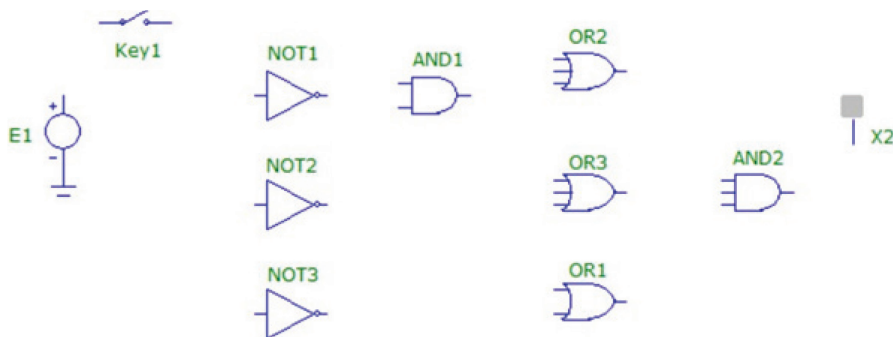 Key1
NOT1
AND1
OR2
+
E1
-
X2
NOT2
OR3
AND2
NOT3
OR1